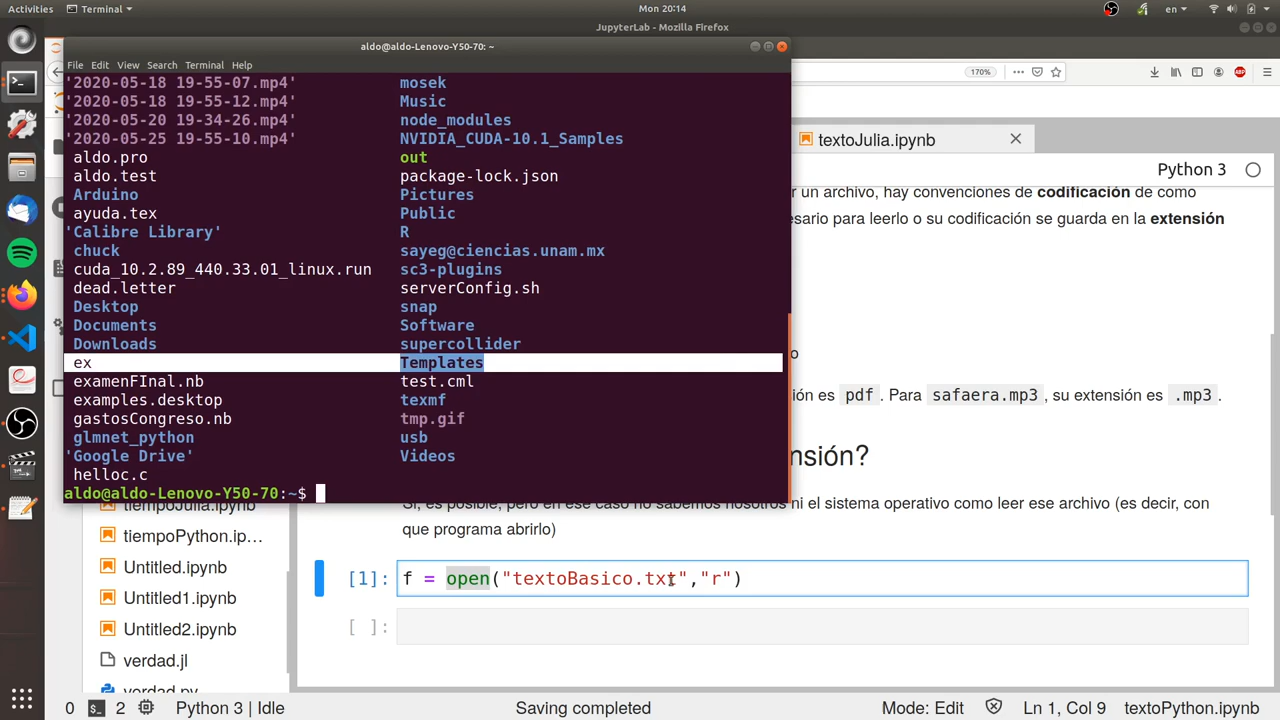 Activities
Terminal
Mon 20:14
en
JupyterLab - Mozilla Firefox
aldo@aldo-Lenovo-Y50-70: ~
File Edit View Search Terminal Help
170%
ABP
'2020-05-18 19-55-07.mp4' mosek
'2020-05-18 19-55-12.mp4' Music
'2020-05-20 19-34-26.mp4' node_modules
'2020-05-25 19-55-10.mp4' NVIDIA_CUDA-10.1_Samples
aldo.pro out
aldo.test package-lock.json
Arduino Pictures
ayuda.tex Public
'Calibre Library' R
chuck sayeg@ciencias.unam.mx
cuda_10.2.89_440.33.01_linux.run sc3-plugins
dead.letter serverConfig.sh
Desktop snap
Documents Software
Downloads supercollider
ex Templates
examenFInal.nb test.cml
examples.desktop texmf
gastosCongreso.nb tmp.gif
glmnet_python usb
'Google Drive' Videos
helloc.c
aldo@aldo-Lenovo-Y50-70:~$
textoJulia.ipynb
Python 3
r un archivo, hay convenciones de codificación de como
esario para leerlo o su codificación se guarda en la extensión
o
ión es pdf. Para safaera.mp3, su extensión es .mp3.
nsión?
Si, es posible, pero en ese caso no sabemos nosotros ni el sistema operativo como leer ese archivo (es decir, con
que programa abrirlo)
tiempoJulia.ipynb
tiempoPython.ip…
Untitled.ipynb
Untitled1.ipynb
Untitled2.ipynb
verdad.jl
verdad.py
[1]: f = open("textoBasico.txt","r")
[ ]:
0 2 Python 3 | Idle
Saving completed
Mode: Edit
Ln 1, Col 9
textoPython.ipynb